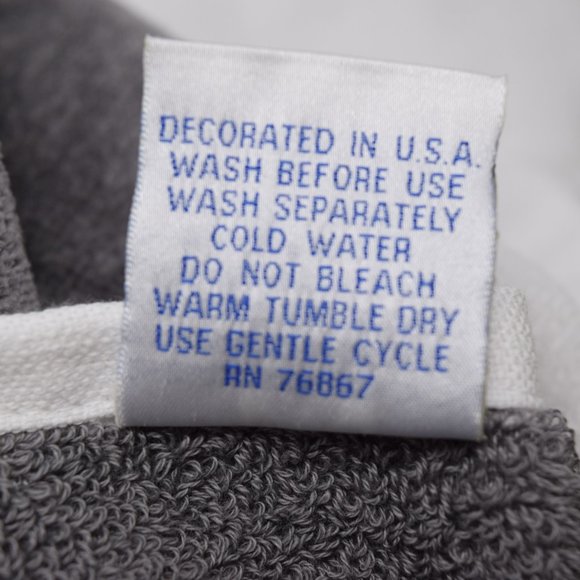 DECORATED IN U.S.A.
WASH BEFORE USE
WASH SEPARATELY
COLD WATER
DO NOT BLEACH
WARM TUMBLE DRY
USE GENTLE CYCLE
RN 76867